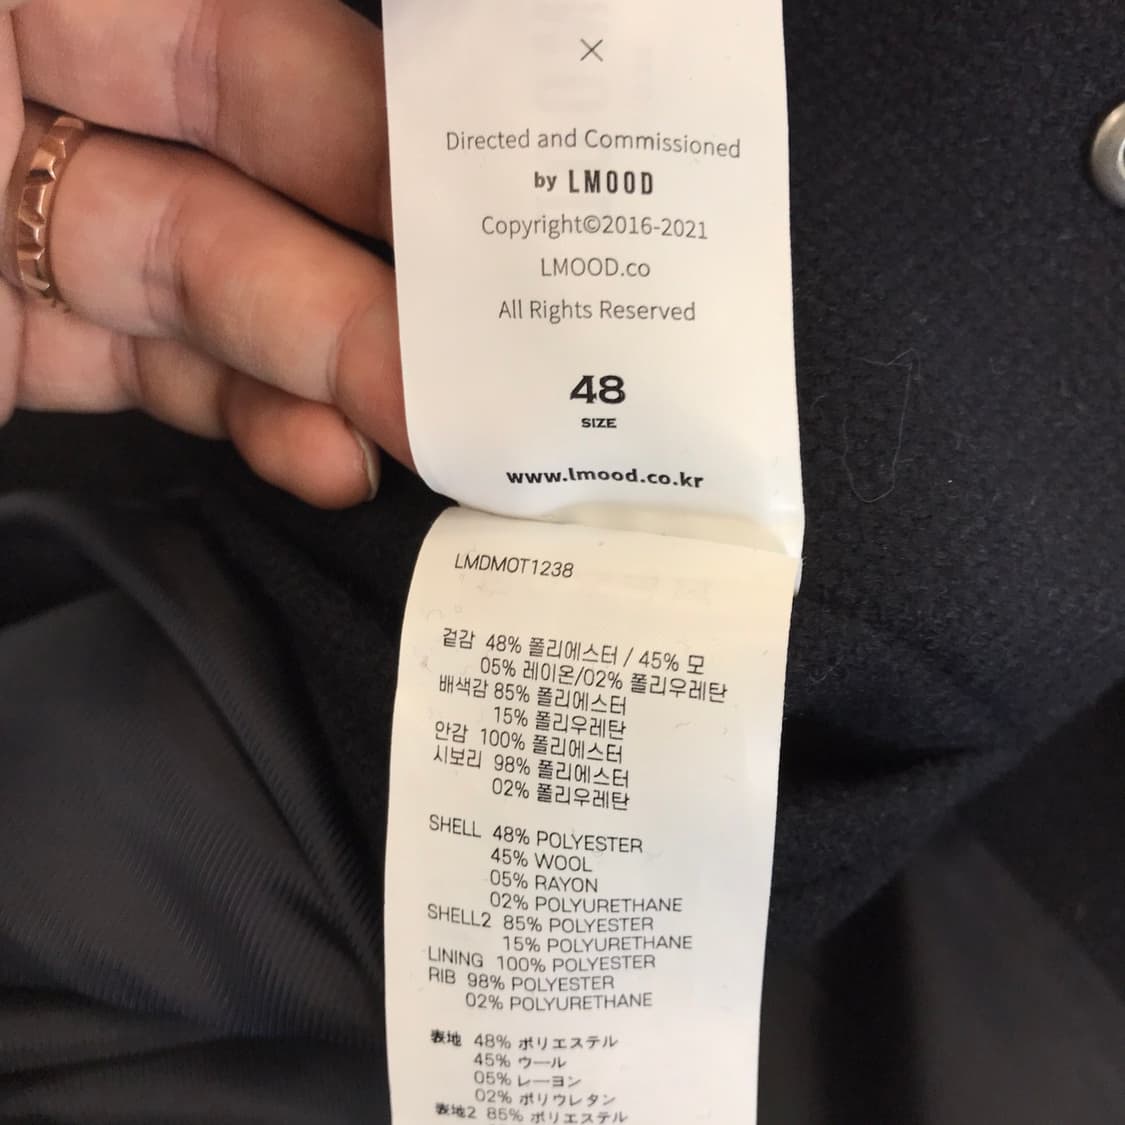 ×
Directed and Commissioned
by LMOOD
Copyright©2016-2021
LMOOD.co
All Rights Reserved
48
SIZE
www.lmood.co.kr
LMDMOT1238
겉감 48% 폴리에스터 / 45% 모
05% 레이온/02% 폴리우레탄
배색감 85% 폴리에스터
15% 폴리우레탄
안감 100% 폴리에스터
시보리 98% 폴리에스터
02% 폴리우레탄
SHELL 48% POLYESTER
45% WOOL
05% RAYON
02% POLYURETHANE
SHELL2 85% POLYESTER
15% POLYURETHANE
LINING 100% POLYESTER
RIB 98% POLYESTER
02% POLYURETHANE
表地 48% ポリエステル
45% ウール
05% レーヨン
02% ポリウレタン
表地2 85% ポリエステル